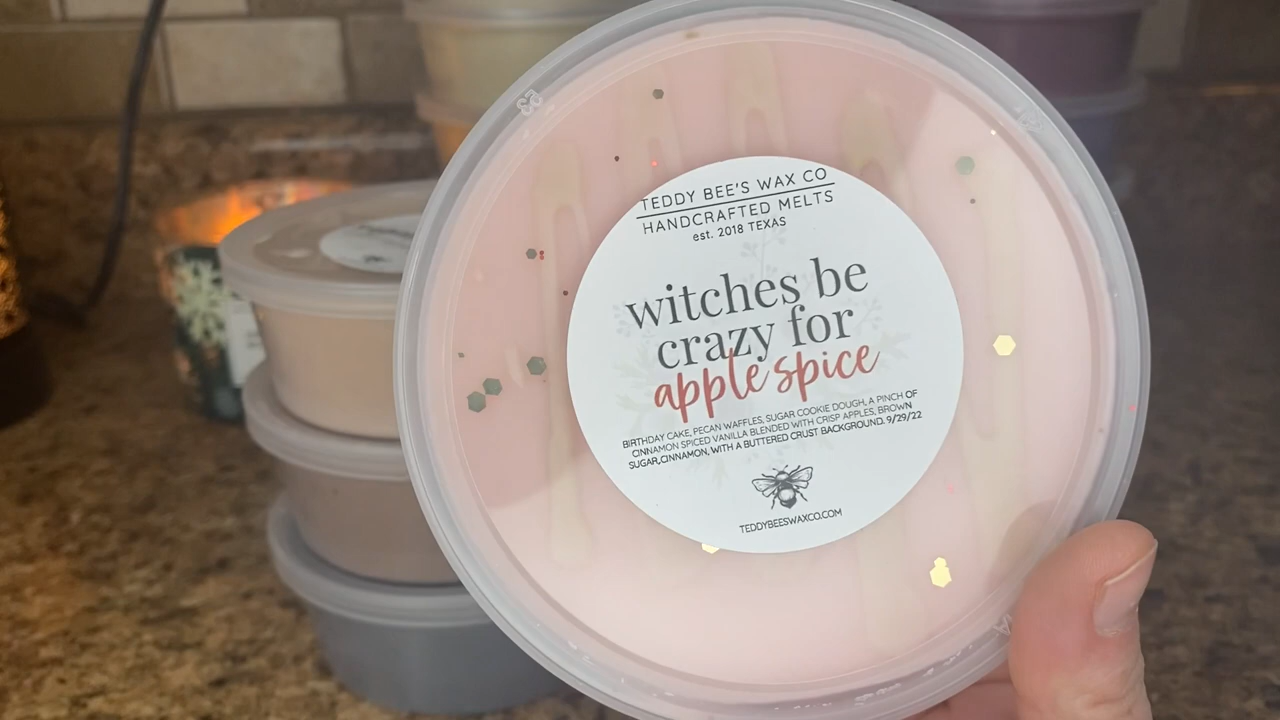 TEDDY BEE'S WAX CO
HANDCRAFTED MELTS
est. 2018 TEXAS
witches be
crazy for
apple spice
BIRTHDAY CAKE, PECAN WAFFLES, SUGAR COOKIE DOUGH, A PINCH OF
CINNAMON SPICED VANILLA BLENDED WITH CRISP APPLES, BROWN
SUGAR,CINNAMON, WITH A BUTTERED CRUST BACKGROUND. 9/29/22
TEDDYBEESWAXCO.COM